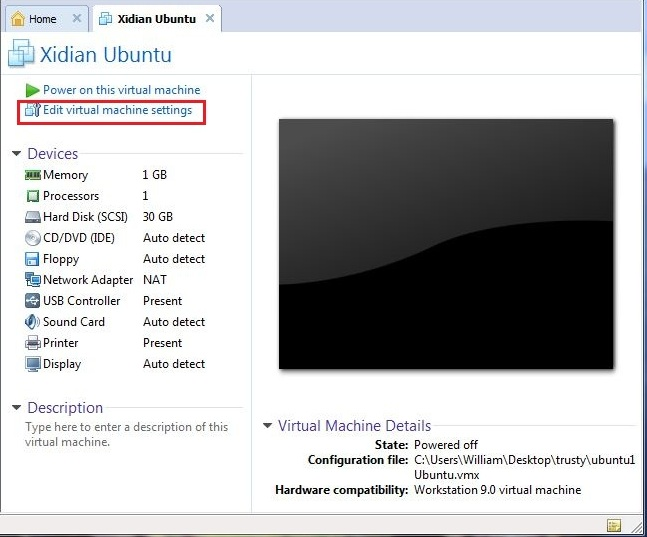 Home
Xidian Ubuntu
Xidian Ubuntu
Power on this virtual machine
Edit virtual machine settings
Devices
Memory 1 GB
Processors 1
Hard Disk (SCSI) 30 GB
CD/DVD (IDE) Auto detect
Floppy Auto detect
Network Adapter NAT
USB Controller Present
Sound Card Auto detect
Printer Present
Display Auto detect
Description
Type here to enter a description of this
virtual machine.
Virtual Machine Details
State: Powered off
Configuration file: C:\Users\William\Desktop\trusty\ubuntu1
Ubuntu.vmx
Hardware compatibility: Workstation 9.0 virtual machine